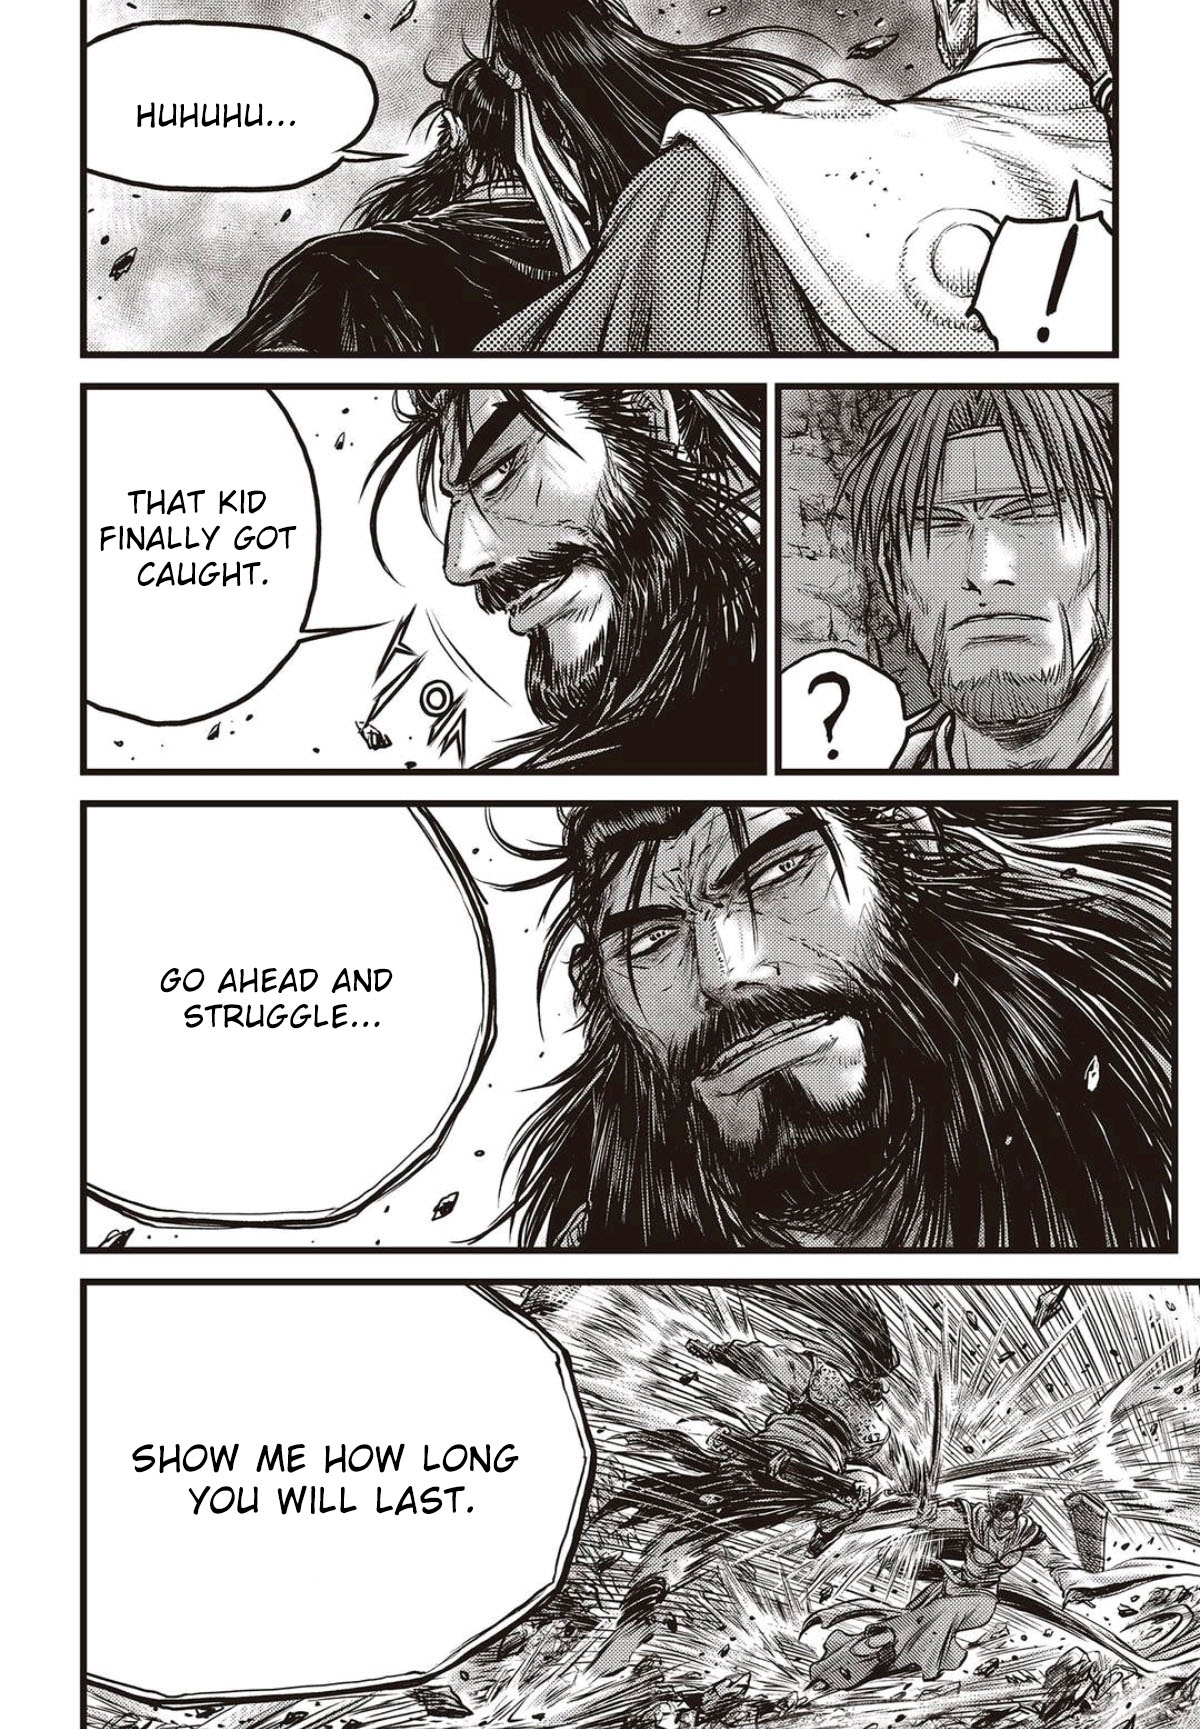 HUHUHU...
!
THAT KID
FINALLY GOT
CAUGHT.
?
GO AHEAD AND
STRUGGLE...
SHOW ME HOW LONG
YOU WILL LAST.